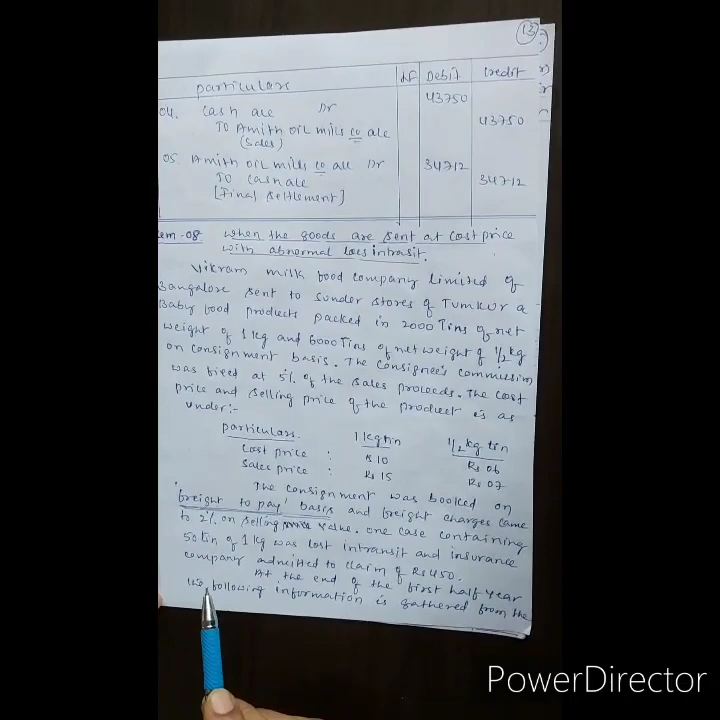 13
particulars LF Debit Credit
04. Cash acc Dr 43750
TO Amith oil mills co acc 43750
(Sales)
05. Amith oil mills co acc Dr 34712
TO cash acc 34712
[Final Settlement]
em-08 when the goods are sent at cost price
with abnormal loss intrasit.
Vikram milk food company limited of
Bangalore sent to sunder stores of Tumkur a
Baby food products packed in 2000 Tins of net
weight of 1 kg and 6000 Tins of net weight of 1/2 kg
on consignment basis. The consignee's commission
was fixed at 5% of the sales proceeds. The cost
price and selling price of the product is as
under:-
particulars. 1 kg tin 1/2 kg tin
Cost price : Rs 10 Rs 06
Sales price : Rs 15 Rs 07
The consignment was booked on
'freight to pay' basis and freight charges came
to 2% on selling value. one case containing
50 tin of 1 kg was lost intransit and insurance
company admitted to claim of Rs 450.
At the end of the first half year
the following information is gathered from the
PowerDirector